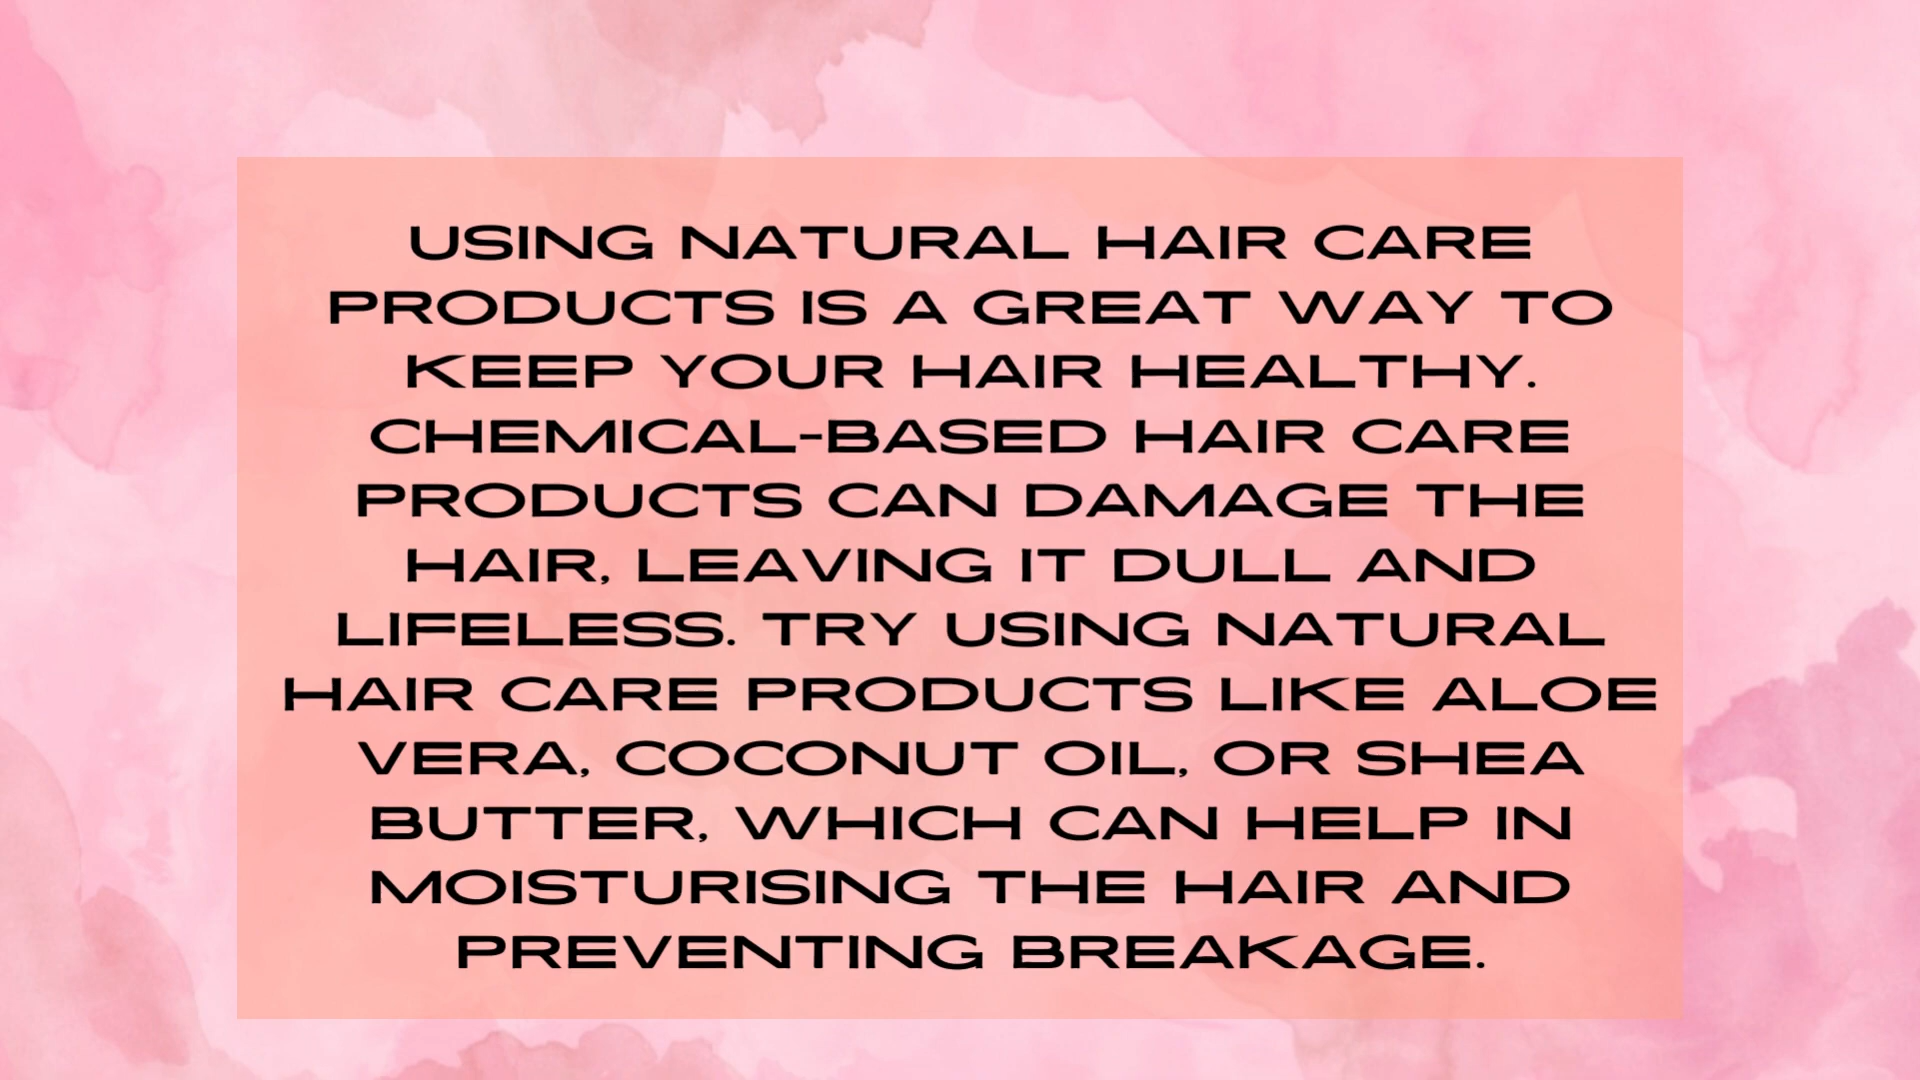 USING NATURAL HAIR CARE
PRODUCTS IS A GREAT WAY TO
KEEP YOUR HAIR HEALTHY.
CHEMICAL-BASED HAIR CARE
PRODUCTS CAN DAMAGE THE
HAIR, LEAVING IT DULL AND
LIFELESS. TRY USING NATURAL
HAIR CARE PRODUCTS LIKE ALOE
VERA, COCONUT OIL, OR SHEA
BUTTER, WHICH CAN HELP IN
MOISTURISING THE HAIR AND
PREVENTING BREAKAGE.